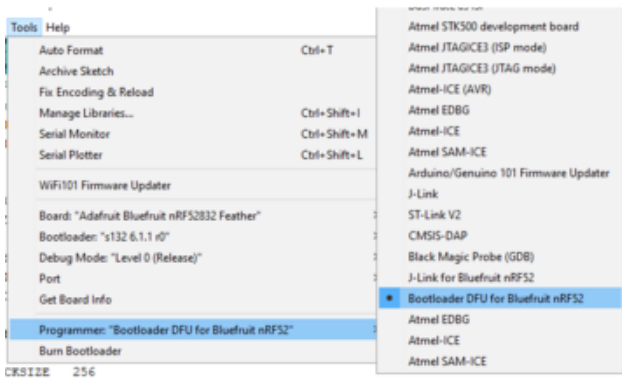 Tools Help
Auto Format Ctrl+T
Archive Sketch
Fix Encoding & Reload
Manage Libraries... Ctrl+Shift+I
Serial Monitor Ctrl+Shift+M
Serial Plotter Ctrl+Shift+L
WiFi101 Firmware Updater
Board: "Adafruit Bluefruit nRF52832 Feather"
Bootloader: "s132 6.1.1 r0"
Debug Mode: "Level 0 (Release)"
Port
Get Board Info
Programmer: "Bootloader DFU for Bluefruit nRF52"
Burn Bootloader
CKSIZE 256
Atmel STK500 development board
Atmel JTAGICE3 (ISP mode)
Atmel JTAGICE3 (JTAG mode)
Atmel-ICE (AVR)
Atmel EDBG
Atmel-ICE
Atmel SAM-ICE
Arduino/Genuino 101 Firmware Updater
J-Link
ST-Link V2
CMSIS-DAP
Black Magic Probe (GDB)
J-Link for Bluefruit nRF52
Bootloader DFU for Bluefruit nRF52
Atmel EDBG
Atmel-ICE
Atmel SAM-ICE